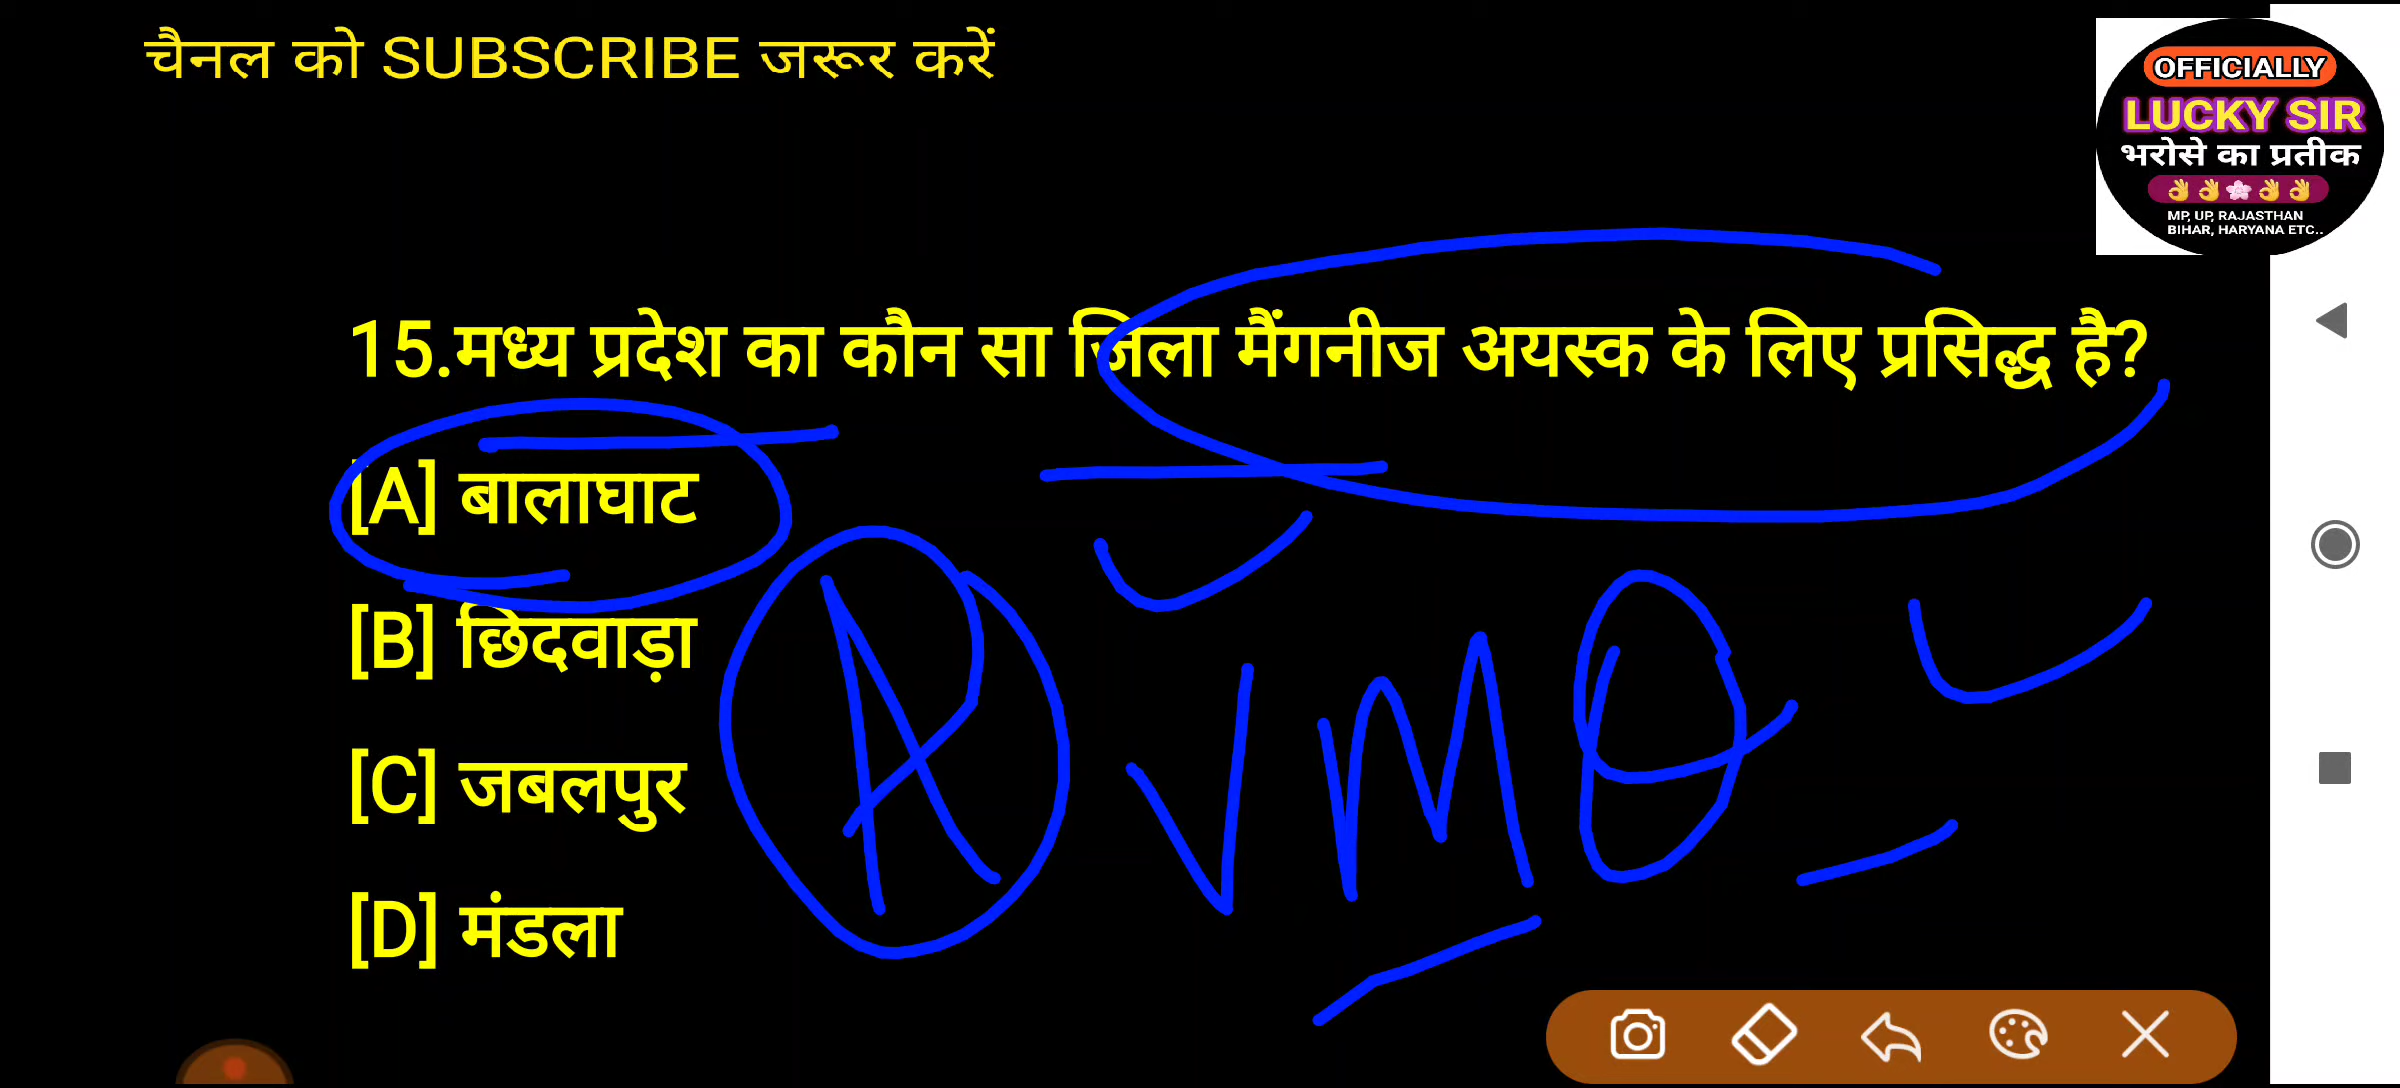 चैनल को SUBSCRIBE जरूर करें
OFFICIALLY
LUCKY SIR
भरोसे का प्रतीक
MP, UP, RAJASTHAN
BIHAR, HARYANA ETC..
15.मध्य प्रदेश का कौन सा जिला मैंगनीज अयस्क के लिए प्रसिद्ध है?
[A] बालाघाट
[B] छिंदवाड़ा
[C] जबलपुर
[D] मंडला